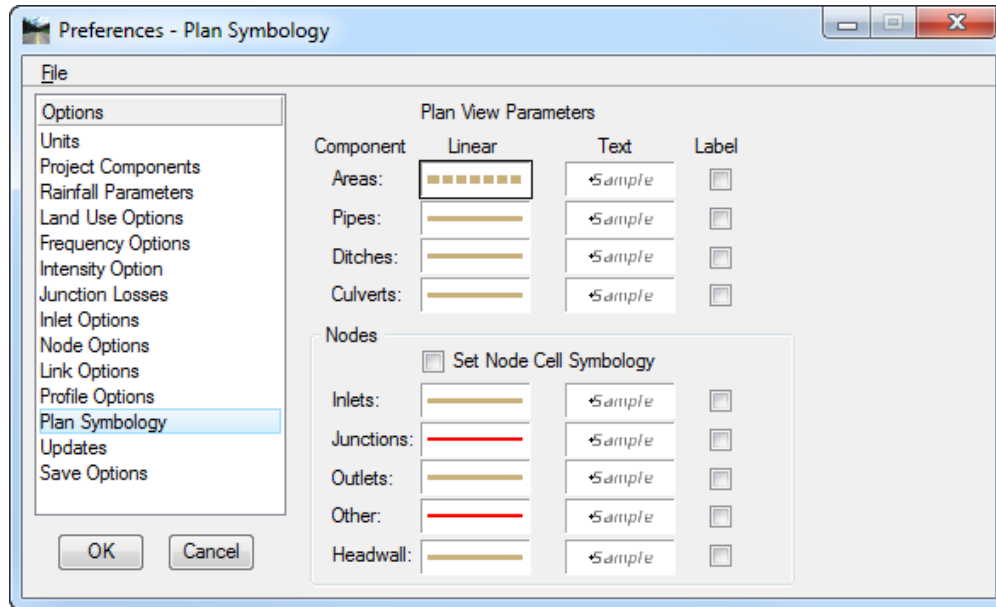 Preferences - Plan Symbology
File
Options
Units
Project Components
Rainfall Parameters
Land Use Options
Frequency Options
Intensity Option
Junction Losses
Inlet Options
Node Options
Link Options
Profile Options
Plan Symbology
Updates
Save Options
OK Cancel
Plan View Parameters
Component Linear Text Label
Areas: Sample
Pipes: Sample
Ditches: Sample
Culverts: Sample
Nodes
Set Node Cell Symbology
Inlets: Sample
Junctions: Sample
Outlets: Sample
Other: Sample
Headwall: Sample